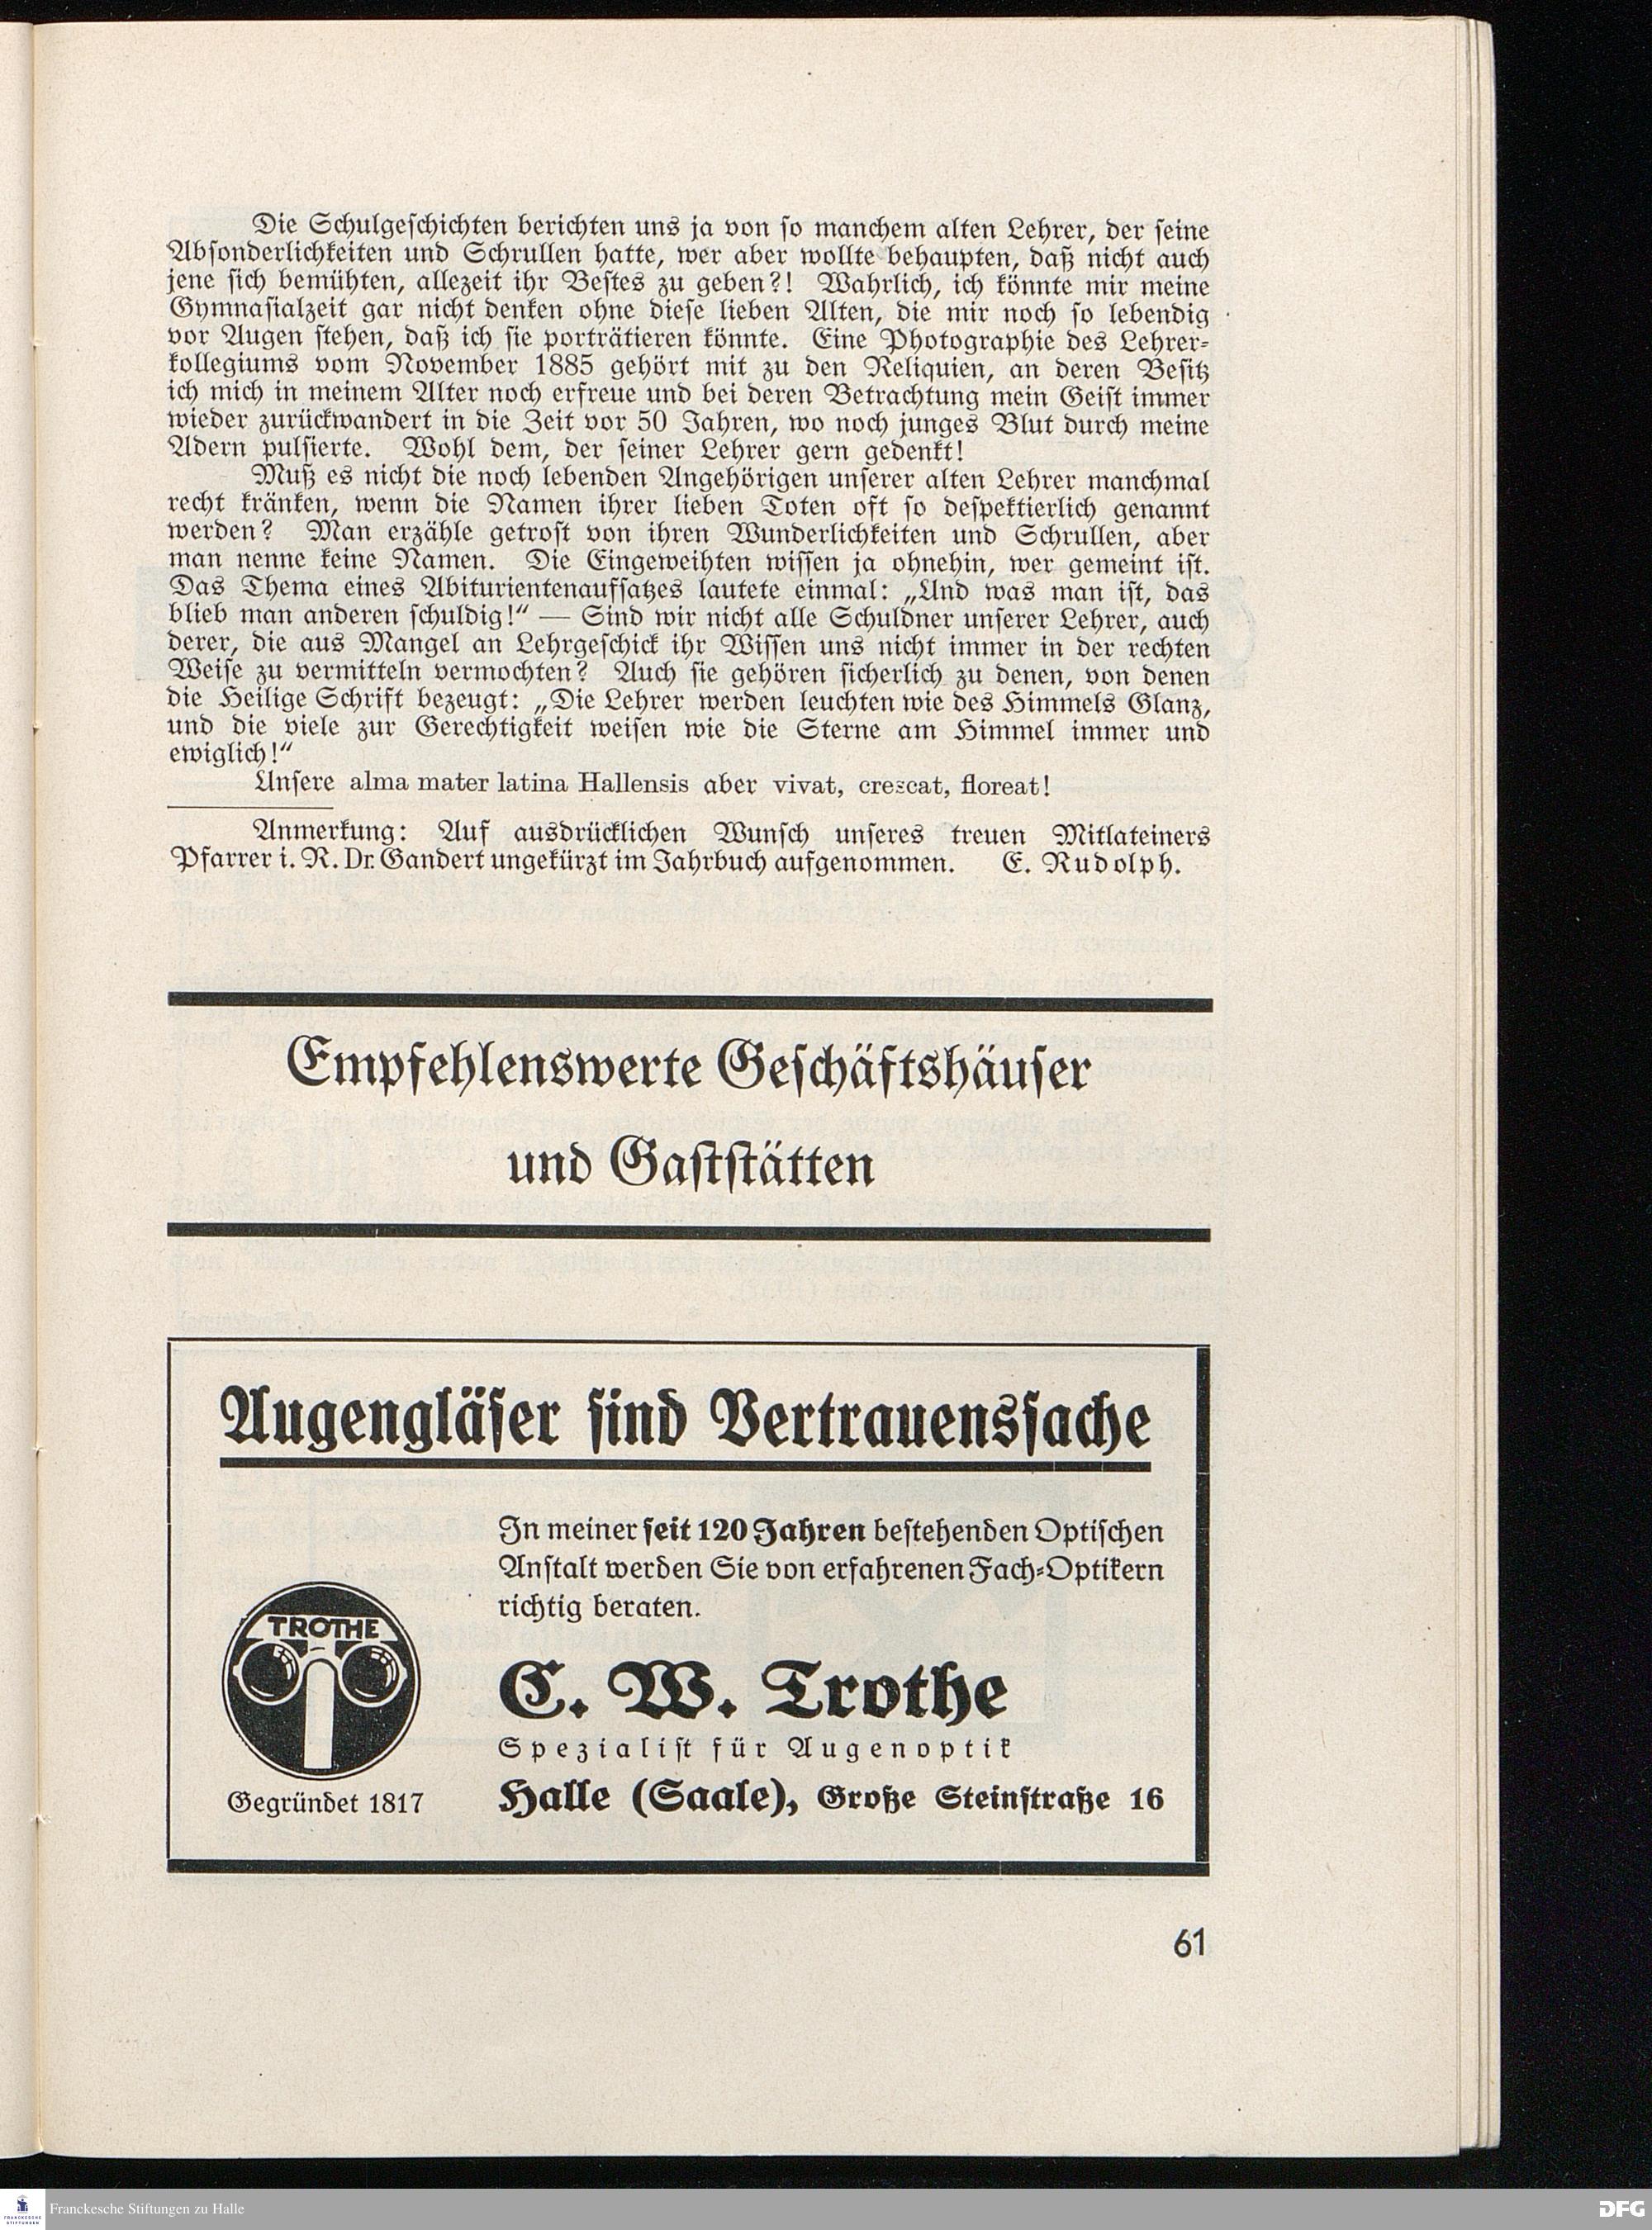 Die Schulgeschichten berichten uns ja von so manchem alten Lehrer, der seine
Absonderlichkeiten und Schrullen hatte, wer aber wollte behaupten, daß nicht auch
jene sich bemühten, allezeit ihr Bestes zu geben?! Wahrlich, ich könnte mir meine
Gymnasialzeit gar nicht denken ohne diese lieben Alten, die mir noch so lebendig
vor Augen stehen, daß ich sie porträtieren könnte. Eine Photographie des Lehrer-
kollegiums vom November 1885 gehört mit zu den Reliquien, an deren Besitz
ich mich in meinem Alter noch erfreue und bei deren Betrachtung mein Geist immer
wieder zurückwandert in die Zeit vor 50 Jahren, wo noch junges Blut durch meine
Adern pulsierte. Wohl dem, der seiner Lehrer gern gedenkt!
Muß es nicht die noch lebenden Angehörigen unserer alten Lehrer manchmal
recht kränken, wenn die Namen ihrer lieben Toten oft so despektierlich genannt
werden? Man erzähle getrost von ihren Wunderlichkeiten und Schrullen, aber
man nenne keine Namen. Die Eingeweihten wissen ja ohnehin, wer gemeint ist.
Das Thema eines Abiturientenaufsatzes lautete einmal: „Und was man ist, das
blieb man anderen schuldig!“ — Sind wir nicht alle Schuldner unserer Lehrer, auch
derer, die aus Mangel an Lehrgeschick ihr Wissen uns nicht immer in der rechten
Weise zu vermitteln vermochten? Auch sie gehören sicherlich zu denen, von denen
die Heilige Schrift bezeugt: „Die Lehrer werden leuchten wie des Himmels Glanz,
und die viele zur Gerechtigkeit weisen wie die Sterne am Himmel immer und
ewiglich!“
Unsere alma mater latina Hallensis aber vivat, crescat, floreat!
Anmerkung: Auf ausdrücklichen Wunsch unseres treuen Mitlateiners
Pfarrer i. R. Dr. Gandert ungekürzt im Jahrbuch aufgenommen. E. Rudolph.
Empfehlenswerte Geschäftshäuser
und Gaststätten
Augengläser sind Vertrauenssache
In meiner seit 120 Jahren bestehenden Optischen
Anstalt werden Sie von erfahrenen Fach-Optikern
richtig beraten.
TROTHE
C. W. Trothe
Spezialist für Augenoptik
Gegründet 1817
Halle (Saale), Große Steinstraße 16
61
FRANCKESCHE
STIFTUNGEN
Franckesche Stiftungen zu Halle
DFG